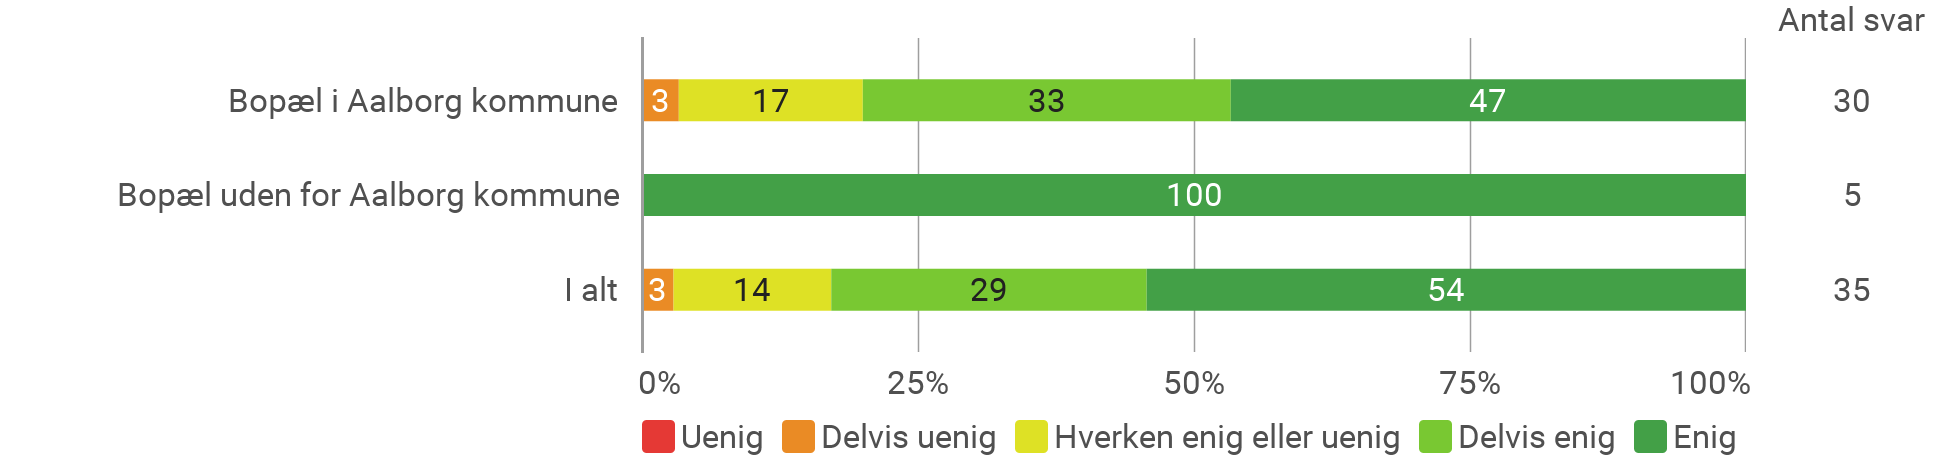 Antal svar
Bopæl i Aalborg kommune 3 17 33 47 30
Bopæl uden for Aalborg kommune 100 5
I alt 3 14 29 54 35
0% 25% 50% 75% 100%
Uenig Delvis uenig Hverken enig eller uenig Delvis enig Enig